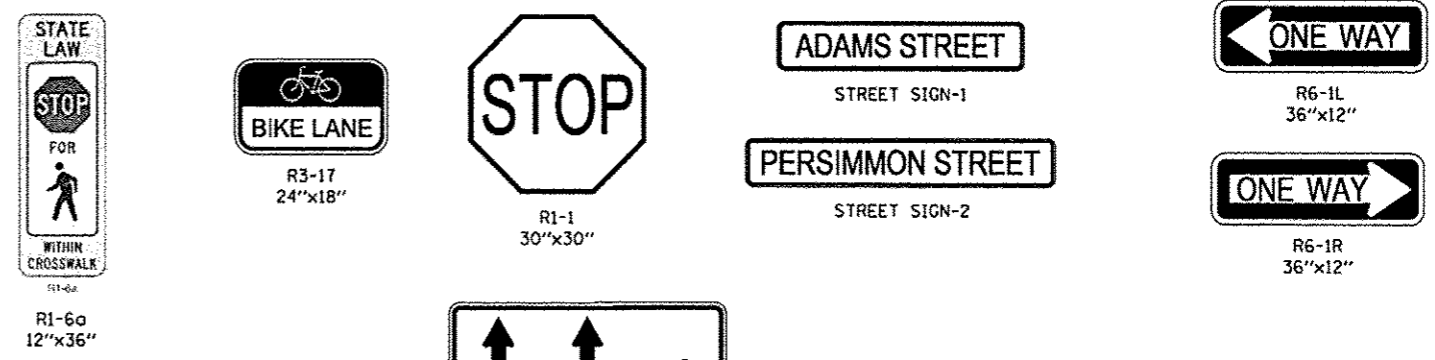 STATE
LAW
STOP
FOR
WITHIN
CROSSWALK
R1-6a
R1-6a
12"x36"
BIKE LANE
R3-17
24"x18"
STOP
R1-1
30"x30"
ADAMS STREET
STREET SIGN-1
PERSIMMON STREET
STREET SIGN-2
ONE WAY
R6-1L
36"x12"
ONE WAY
R6-1R
36"x12"